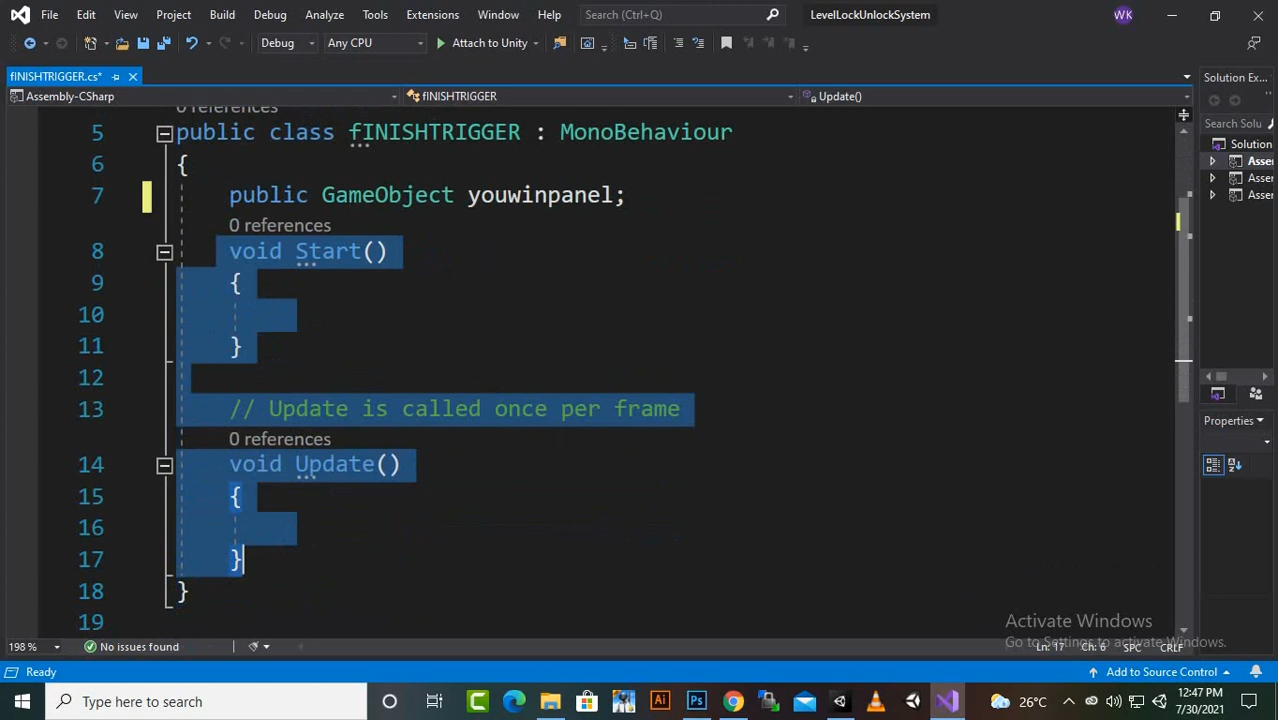 File Edit View Project Build Debug Analyze Tools Extensions Window Help Search (Ctrl+Q) LevelLockUnlockSystem WK
Debug Any CPU Attach to Unity
fINISHTRIGGER.cs*
Assembly-CSharp fINISHTRIGGER Update()
0 references
5 public class fINISHTRIGGER : MonoBehaviour
6 {
7 public GameObject youwinpanel;
0 references
8 void Start()
9 {
10
11 }
12
13 // Update is called once per frame
0 references
14 void Update()
15 {
16
17 }
18 }
19
Solution Ex...
Search Solu
Solution
Asse
Asser
Asser
Properties
Activate Windows
Go to Settings to activate Windows.
198 % No issues found Ln: 17 Ch: 6 SPC CRLF
Ready Add to Source Control
Type here to search 26°C 12:47 PM
7/30/2021